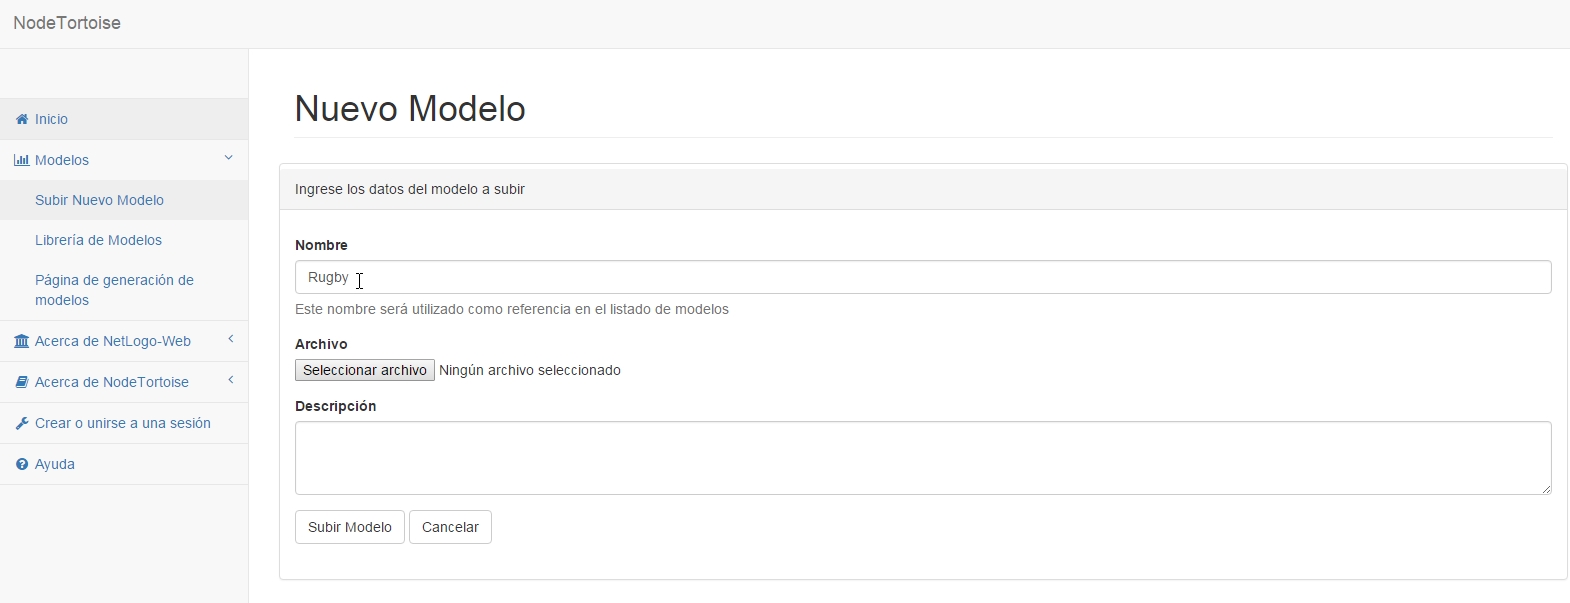 NodeTortoise
Inicio
Modelos
Subir Nuevo Modelo
Librería de Modelos
Página de generación de
modelos
Acerca de NetLogo-Web
Acerca de NodeTortoise
Crear o unirse a una sesión
Ayuda
Nuevo Modelo
Ingrese los datos del modelo a subir
Nombre
Rugby
Este nombre será utilizado como referencia en el listado de modelos
Archivo
Seleccionar archivo Ningún archivo seleccionado
Descripción
Subir Modelo Cancelar